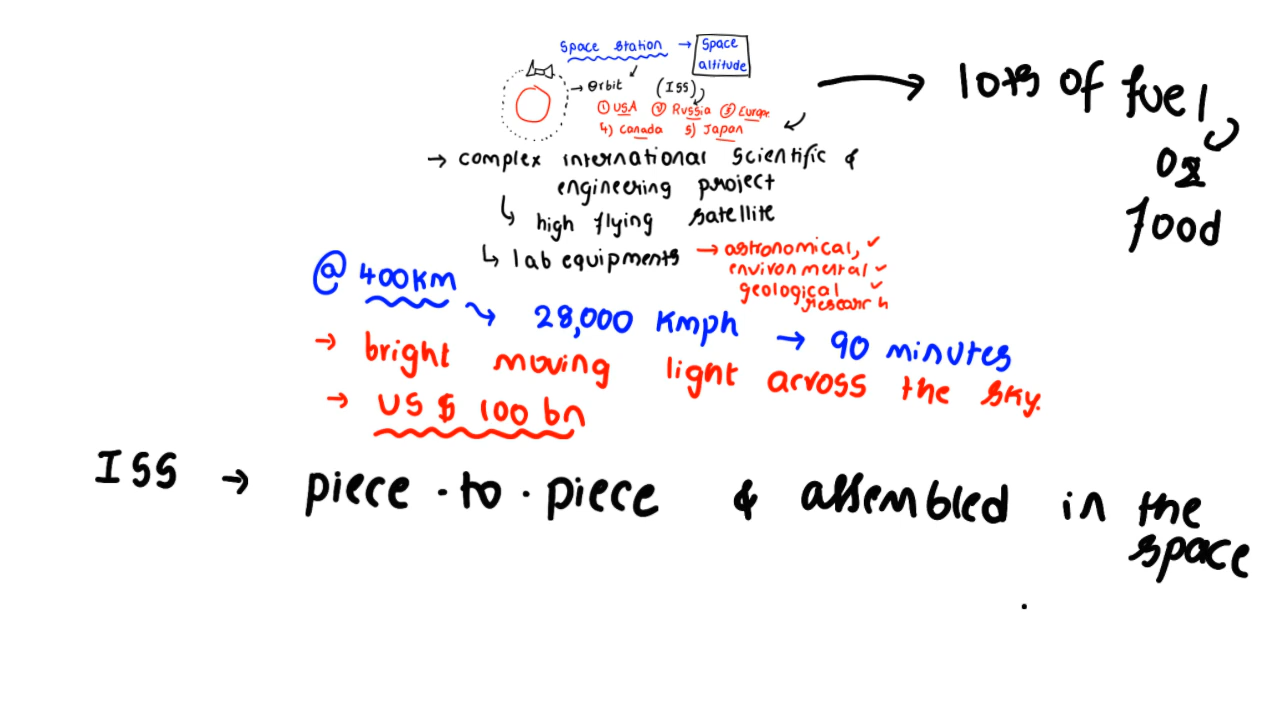 Space Station → Space altitude
→ Orbit (ISS)
① USA ② Russia ③ Europe
4) Canada 5) Japan
→ complex international Scientific &
engineering project
↳ high flying satellite
↳ lab equipments → astronomical, ✓
environmental ✓
geological ✓
research
@ 400Km
28,000 Kmph → 90 minutes
→ bright moving light across the sky.
→ US $ 100 bn
ISS → piece-to-piece & assembled in the
space
→ lots of fuel,
O2
food